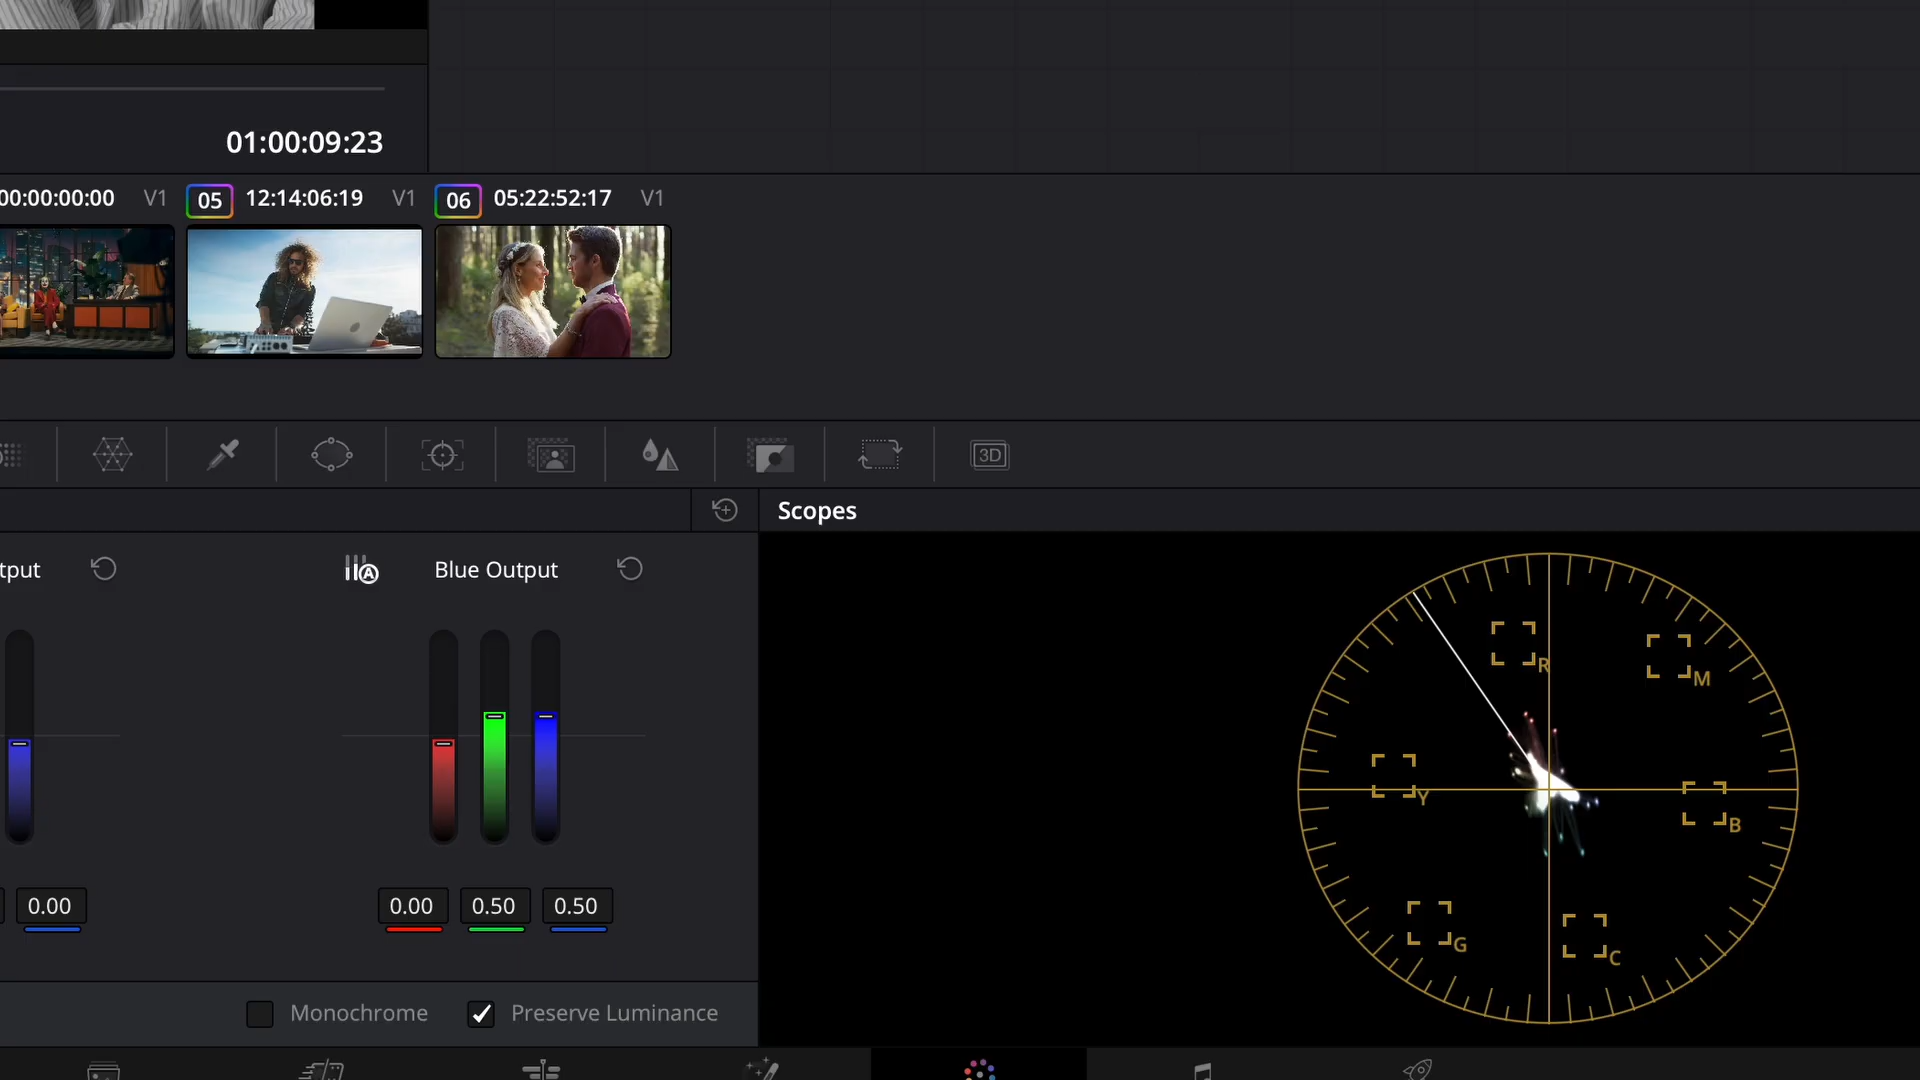 01:00:09:23
00:00:00:00 V1 05 12:14:06:19 V1 06 05:22:52:17 V1
3D
Scopes
tput Blue Output
R
M
Y
B
G
C
0.00 0.00 0.50 0.50
Monochrome Preserve Luminance